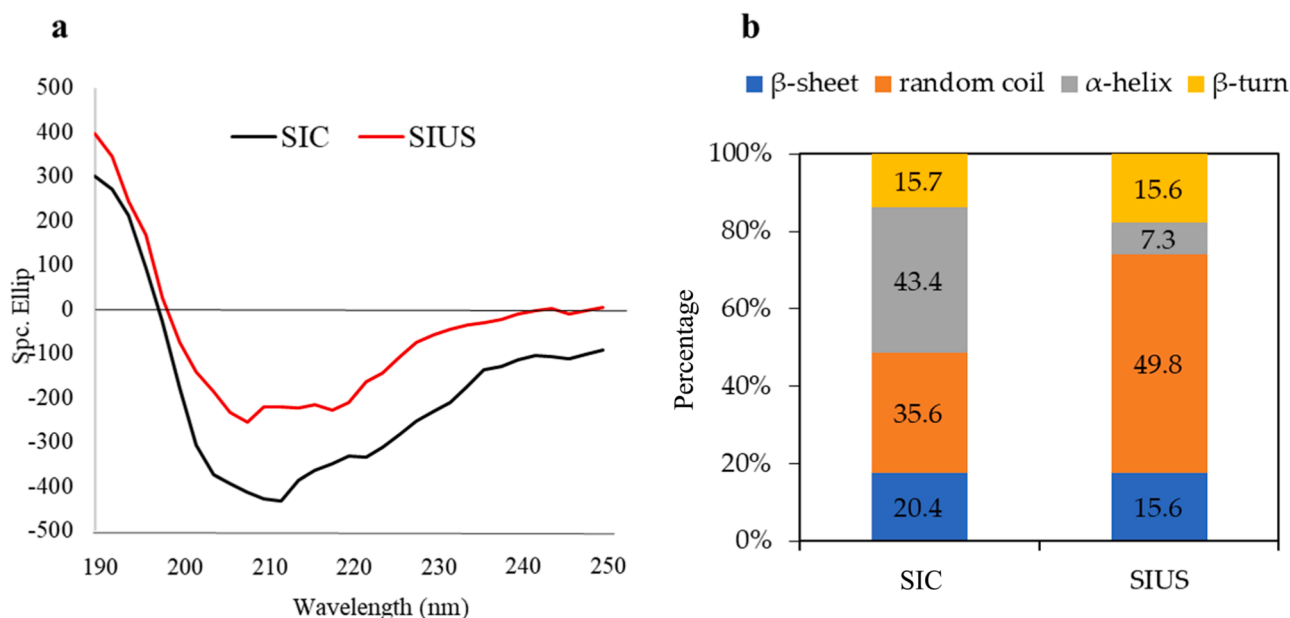 a
500
400
300
200
100
0
-100
-200
-300
-400
-500
Spc. Ellip
SIC SIUS
190 200 210 220 230 240 250
Wavelength (nm)
b
β-sheet random coil α-helix β-turn
100%
80%
60%
40%
20%
0%
Percentage
15.7 15.6
43.4 7.3
35.6 49.8
20.4 15.6
SIC SIUS